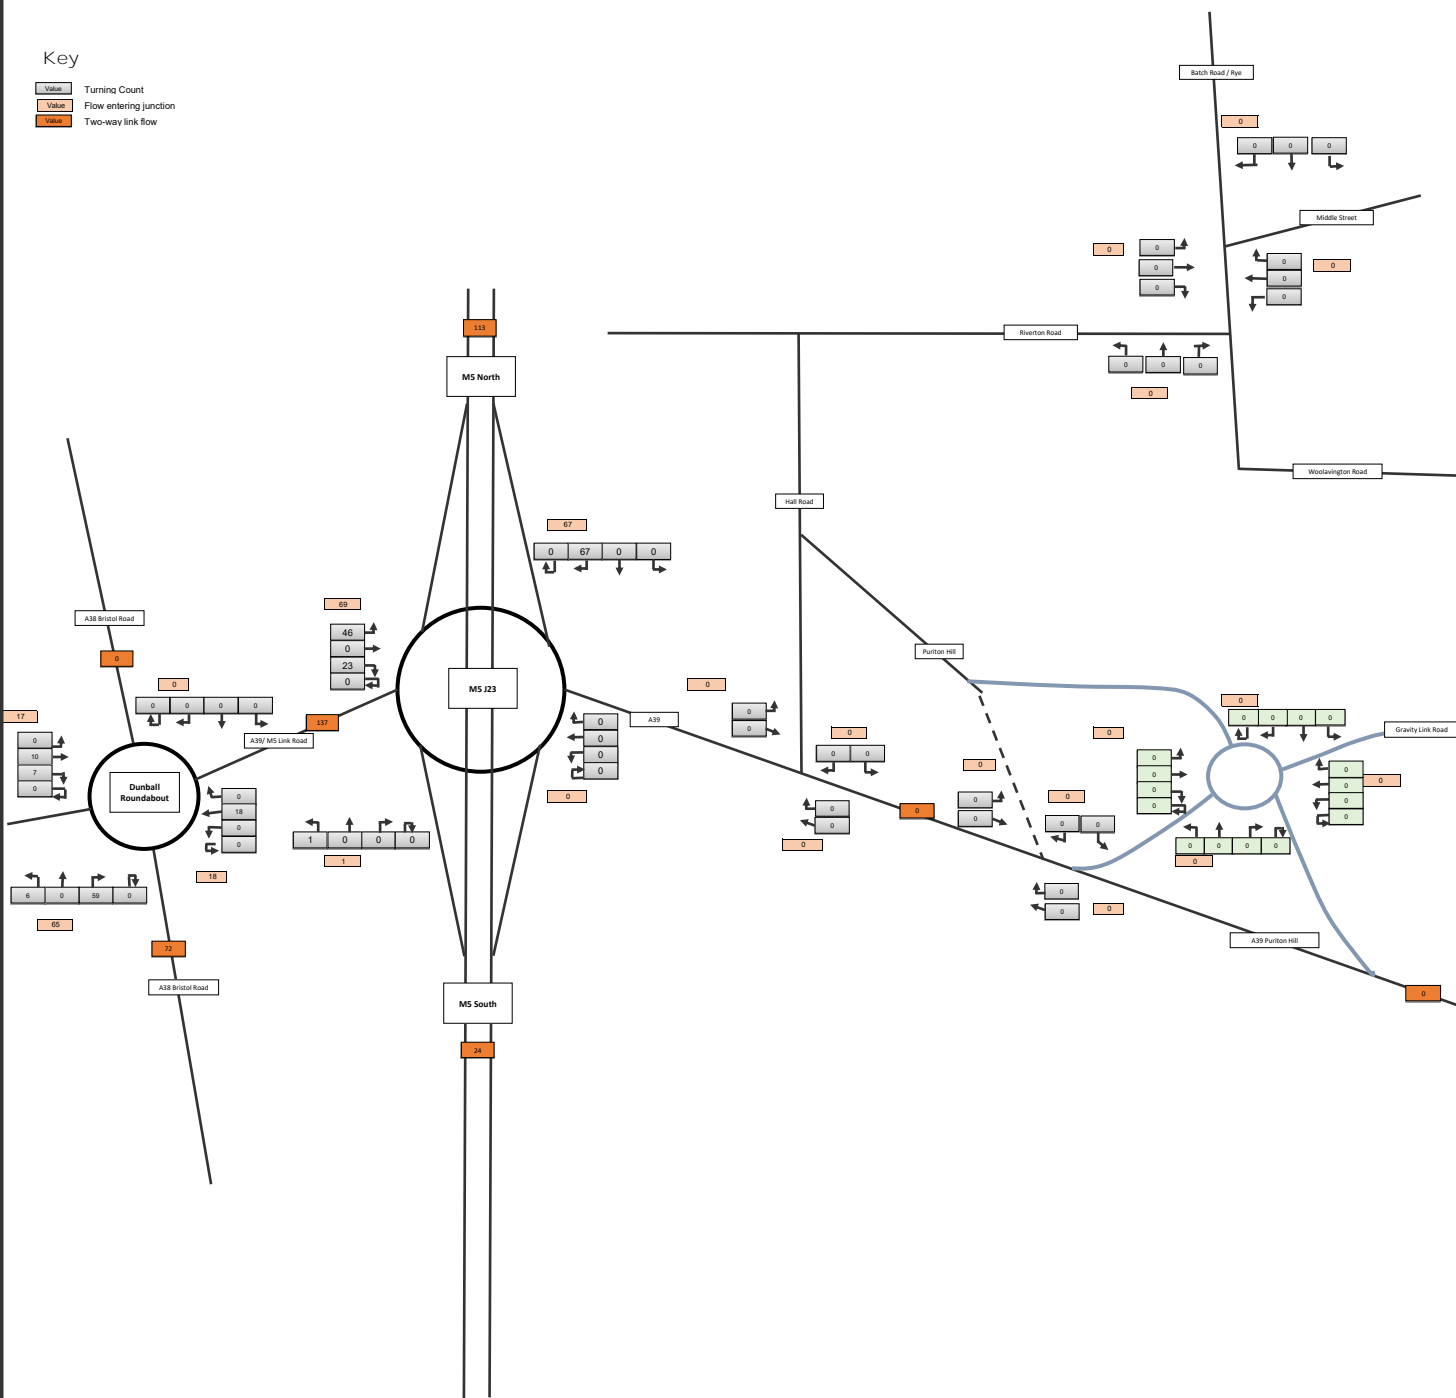 Key
Value Turning Count
Value Flow entering junction
Value Two-way link flow
Batch Road / Rye
0
0 0 0
Middle Street
0
0
0
0
0
0
0
0
113
Riverton Road
M5 North
0 0 0
0
Woolavington Road
Hall Road
67
0 67 0 0
69
46
0
23
0
A38 Bristol Road
0
Puriton Hill
M5 J23
0
0 0 0 0
17
0
10
7
0
137
A39/ M5 Link Road
0
0
0
A39
0
0
0
0
0
0
0 0
0
0 0 0 0
Gravity Link Road
0
0
0
0
0
0
0
0
0
0
Dunball
Roundabout
0
18
0
0
18
1 0 0 0
1
0
0
0
0
0
0
0
0
0 0
0 0 0 0
0
6 0 59 0
65
0
0
0
72
A38 Bristol Road
A39 Puriton Hill
0
M5 South
24